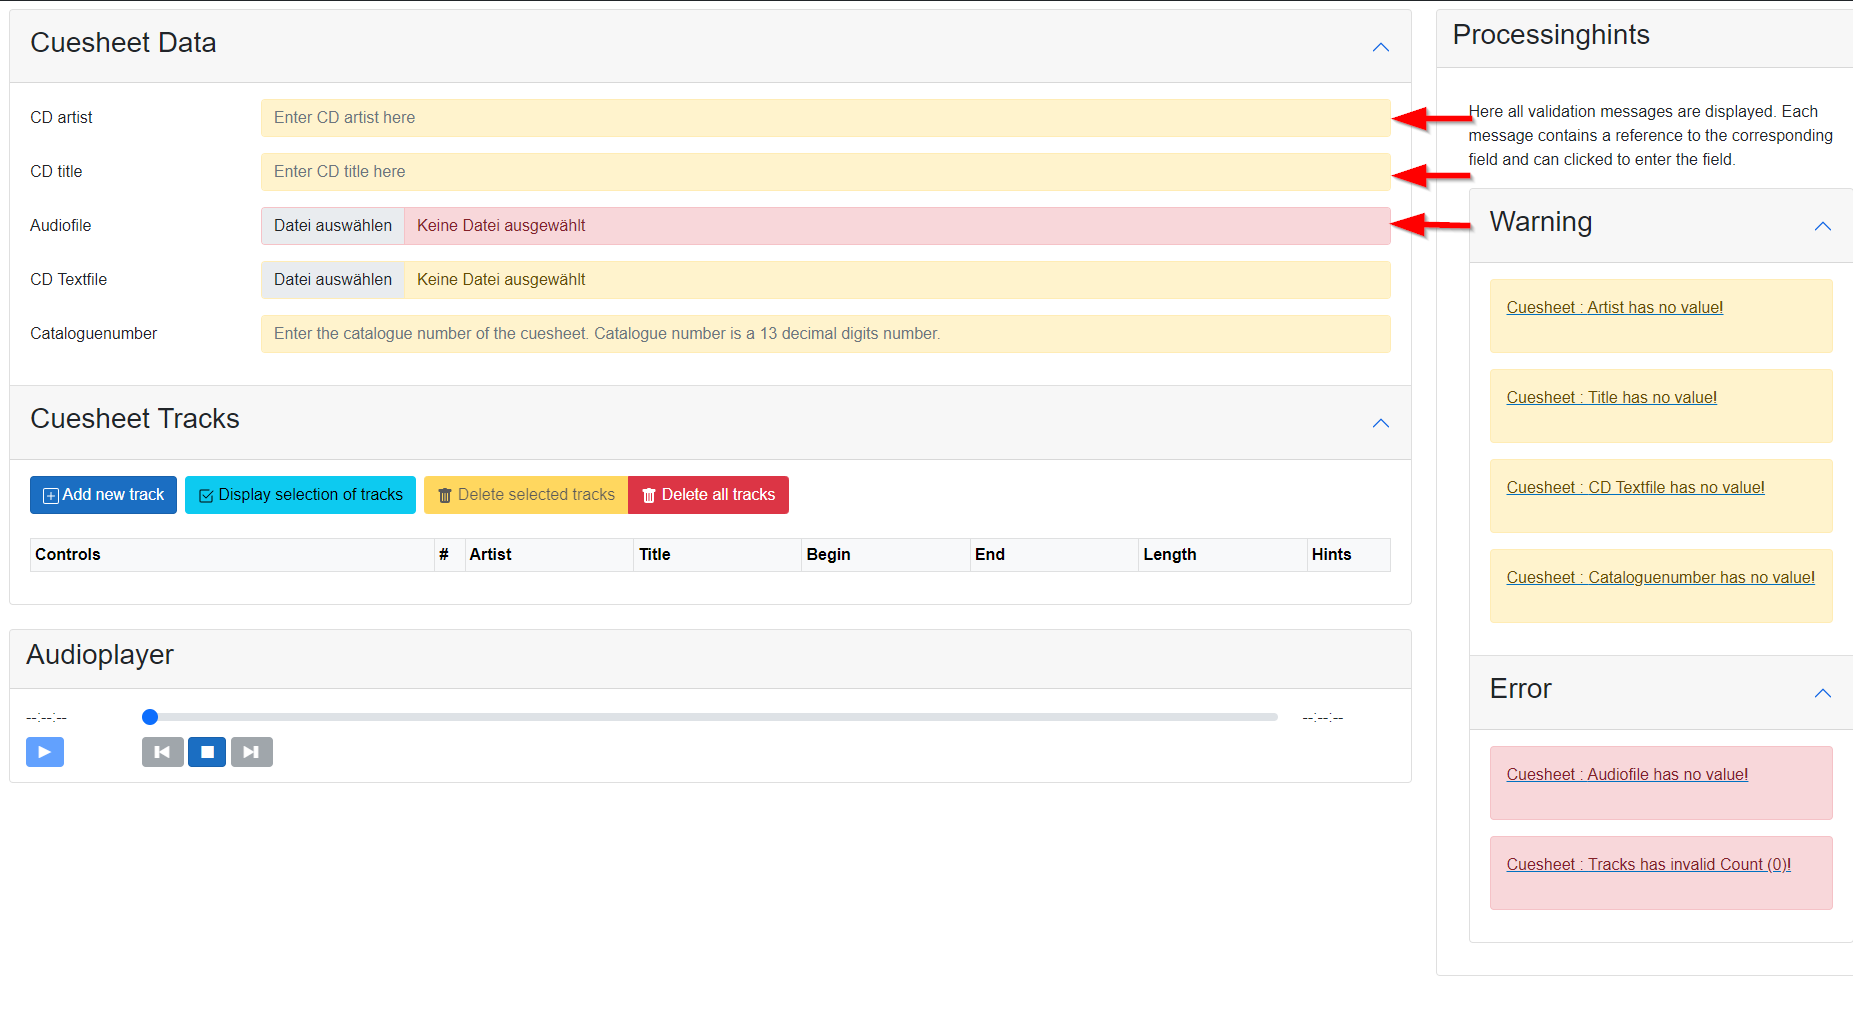 Cuesheet Data
CD artist
Enter CD artist here
CD title
Enter CD title here
Audiofile
Datei auswählen Keine Datei ausgewählt
CD Textfile
Datei auswählen Keine Datei ausgewählt
Cataloguenumber
Enter the catalogue number of the cuesheet. Catalogue number is a 13 decimal digits number.
Cuesheet Tracks
Add new track
Display selection of tracks
Delete selected tracks
Delete all tracks
Controls # Artist Title Begin End Length Hints
Audioplayer
--:--:--
--:--:--
Processinghints
Here all validation messages are displayed. Each
message contains a reference to the corresponding
field and can clicked to enter the field.
Warning
Cuesheet : Artist has no value!
Cuesheet : Title has no value!
Cuesheet : CD Textfile has no value!
Cuesheet : Cataloguenumber has no value!
Error
Cuesheet : Audiofile has no value!
Cuesheet : Tracks has invalid Count (0)!